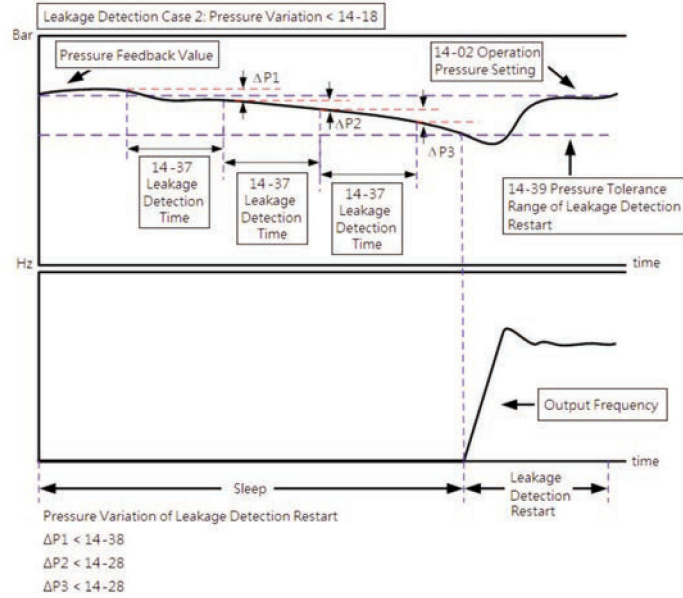 Leakage Detection Case 2: Pressure Variation < 14-18
Bar
Pressure Feedback Value
ΔP1
14-02 Operation
Pressure Setting
ΔP2
ΔP3
14-37
Leakage
Detection
Time
14-37
Leakage
Detection
Time
14-37
Leakage
Detection
Time
14-39 Pressure Tolerance
Range of Leakage Detection
Restart
Hz
time
Output Frequency
time
Sleep
Leakage
Detection
Restart
Pressure Variation of Leakage Detection Restart
ΔP1 < 14-38
ΔP2 < 14-28
ΔP3 < 14-28